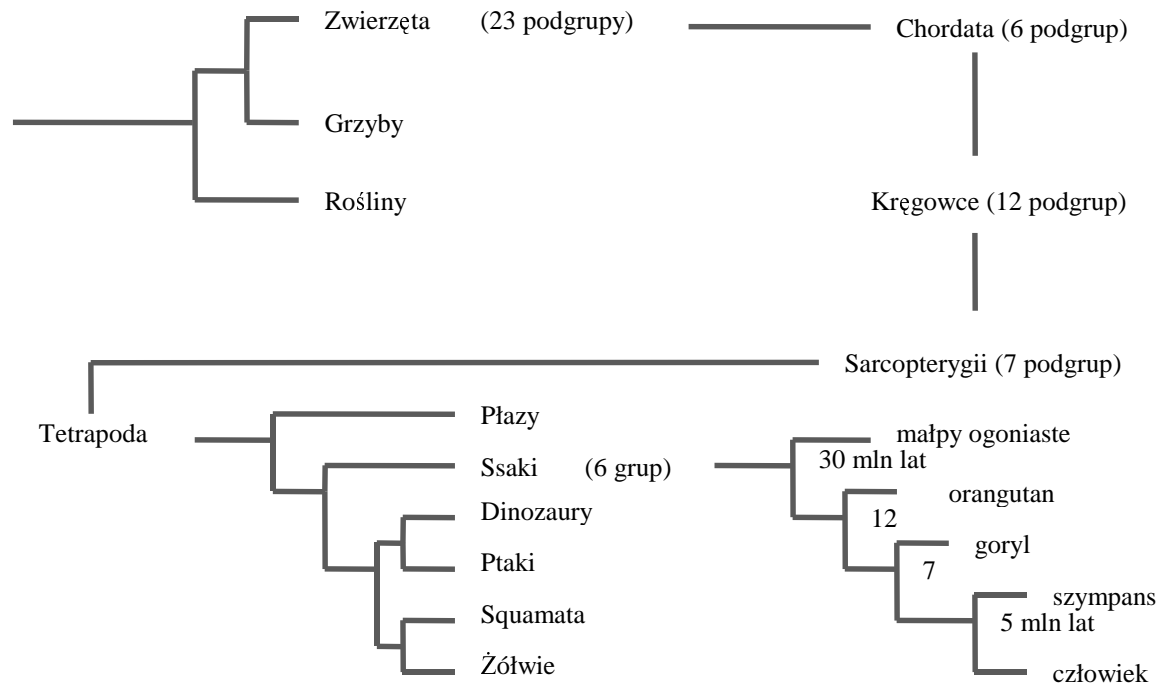 Zwierzęta (23 podgrupy)
Chordata (6 podgrup)
Grzyby
Rośliny
Kręgowce (12 podgrup)
Sarcopterygii (7 podgrup)
Tetrapoda
Płazy
Ssaki (6 grup)
Dinozaury
Ptaki
Squamata
Żółwie
małpy ogoniaste
30 mln lat
orangutan
12
goryl
7
szympans
5 mln lat
człowiek